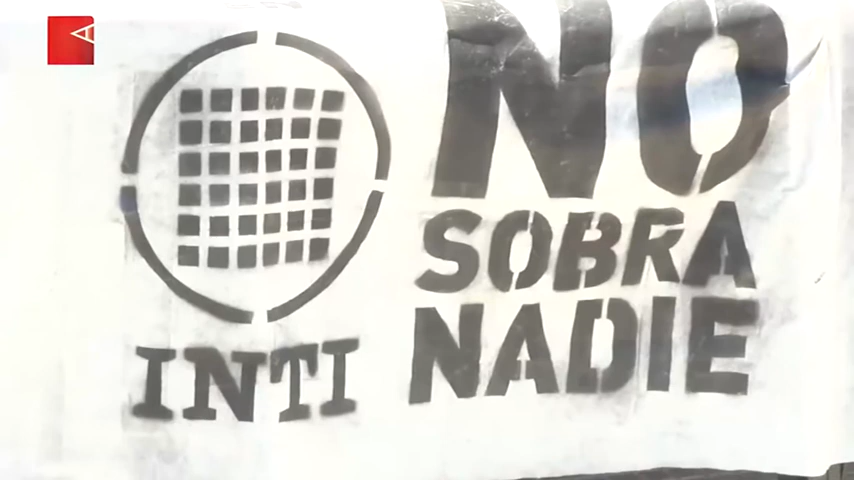 NO
SOBRA
NADIE
INTI
A